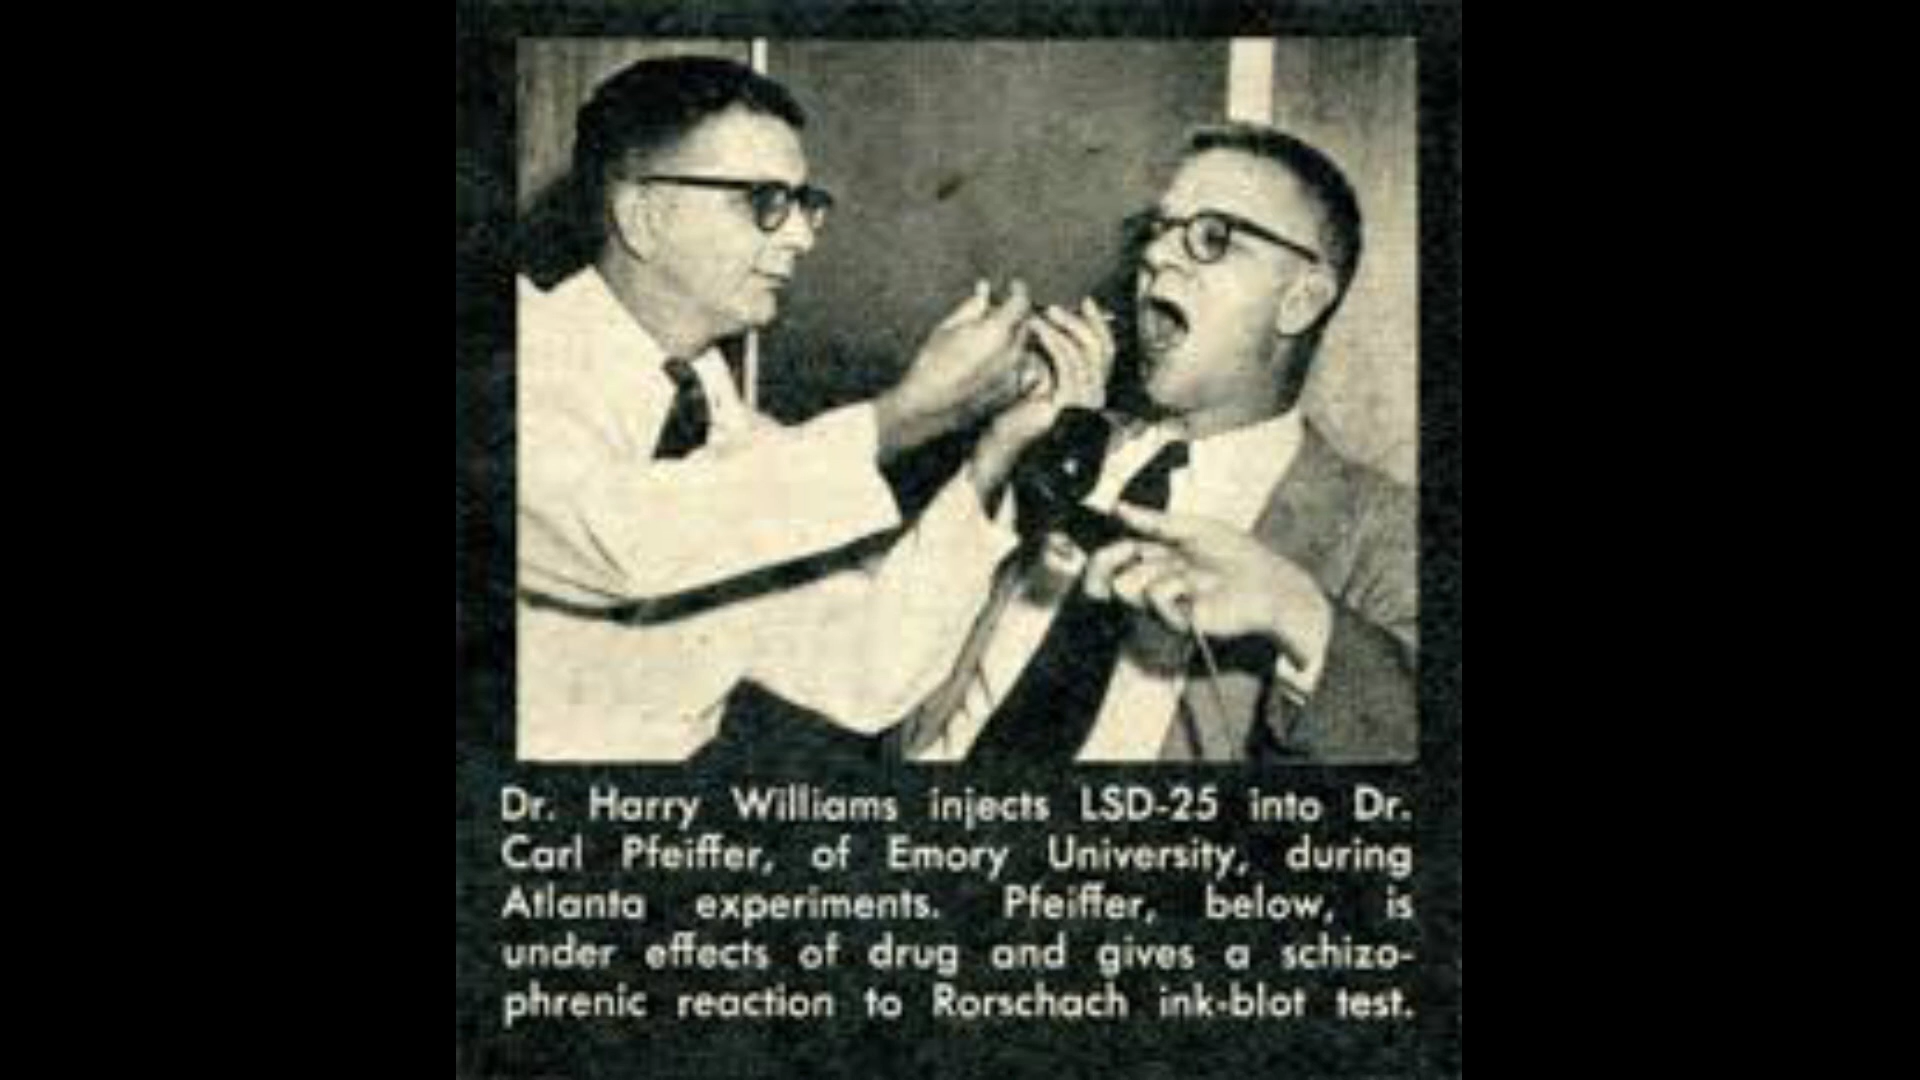 Dr. Harry Williams injects LSD-25 into Dr.
Carl Pfeiffer, of Emory University, during
Atlanta experiments. Pfeiffer, below, is
under effects of drug and gives a schizo-
phrenic reaction to Rorschach ink-blot test.